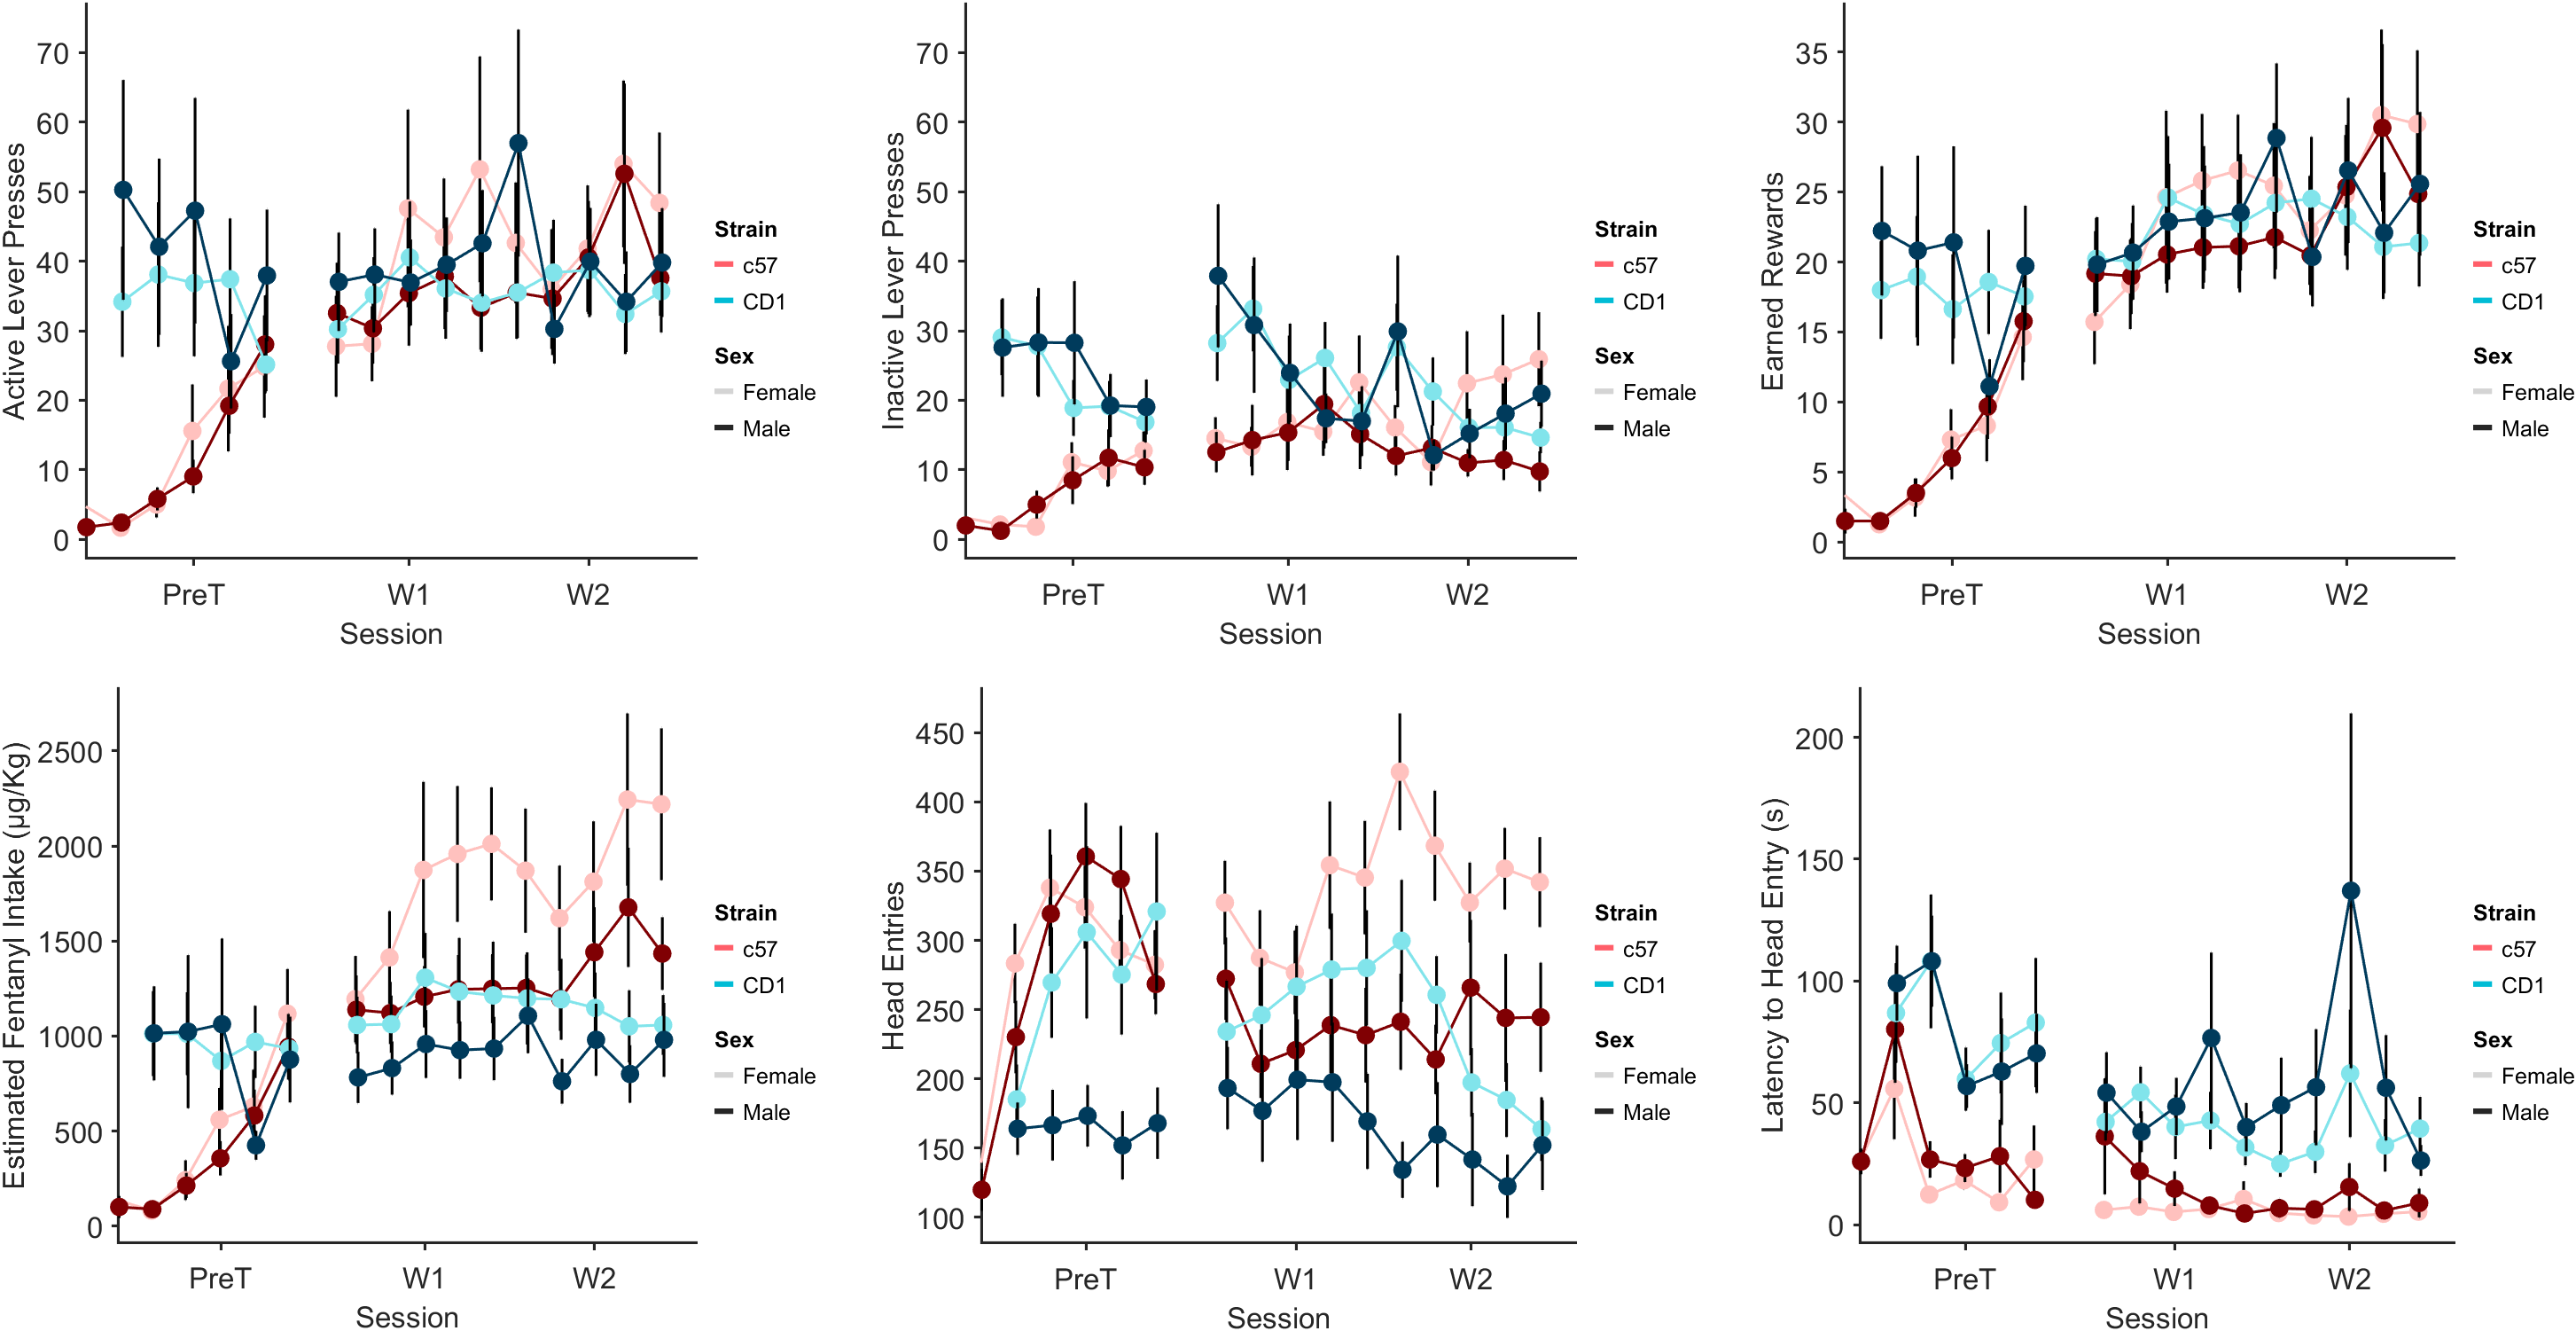 Active Lever Presses
70
60
50
40
30
20
10
0
PreT W1 W2
Session
Strain
c57
CD1
Sex
Female
Male
Inactive Lever Presses
70
60
50
40
30
20
10
0
PreT W1 W2
Session
Strain
c57
CD1
Sex
Female
Male
Earned Rewards
35
30
25
20
15
10
5
0
PreT W1 W2
Session
Strain
c57
CD1
Sex
Female
Male
Estimated Fentanyl Intake (µg/Kg)
2500
2000
1500
1000
500
0
PreT W1 W2
Session
Strain
c57
CD1
Sex
Female
Male
Head Entries
450
400
350
300
250
200
150
100
PreT W1 W2
Session
Strain
c57
CD1
Sex
Female
Male
Latency to Head Entry (s)
200
150
100
50
0
PreT W1 W2
Session
Strain
c57
CD1
Sex
Female
Male